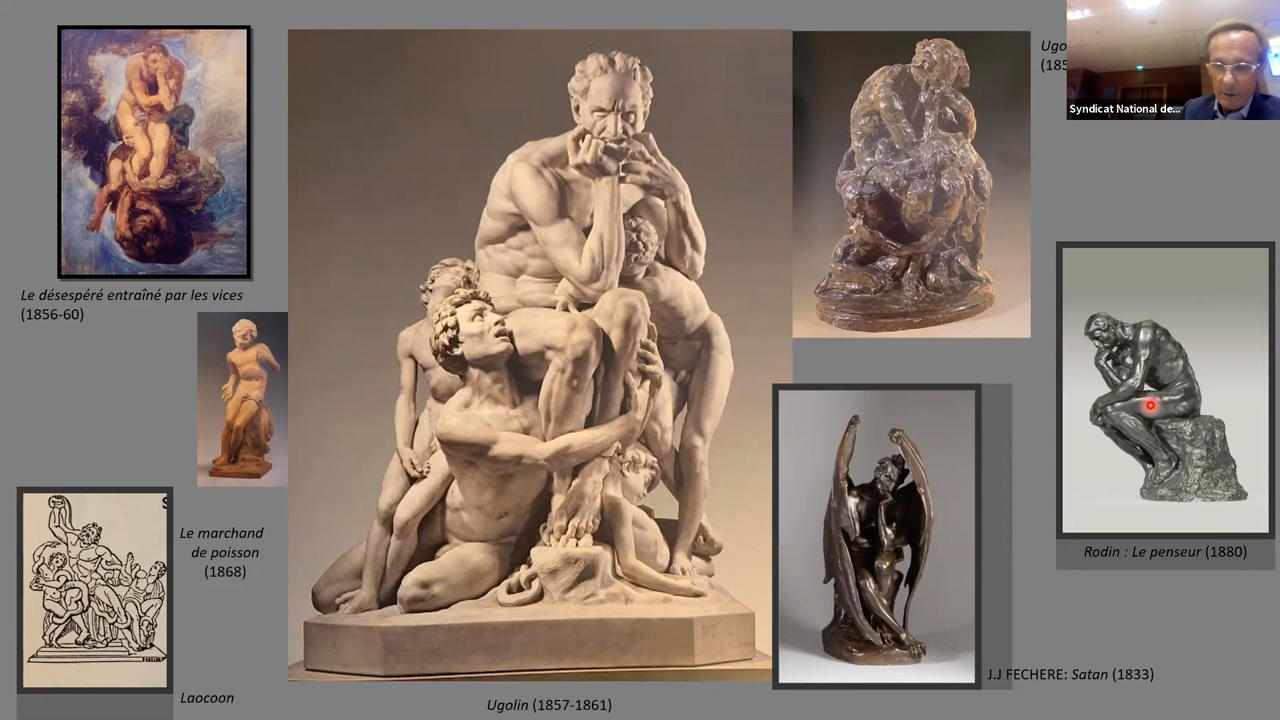 Ugo
(185
Syndicat National de...
Le désespéré entraîné par les vices
(1856-60)
Le marchand
de poisson
(1868)
Rodin : Le penseur (1880)
J.J FECHERE: Satan (1833)
Laocoon
Ugolin (1857-1861)